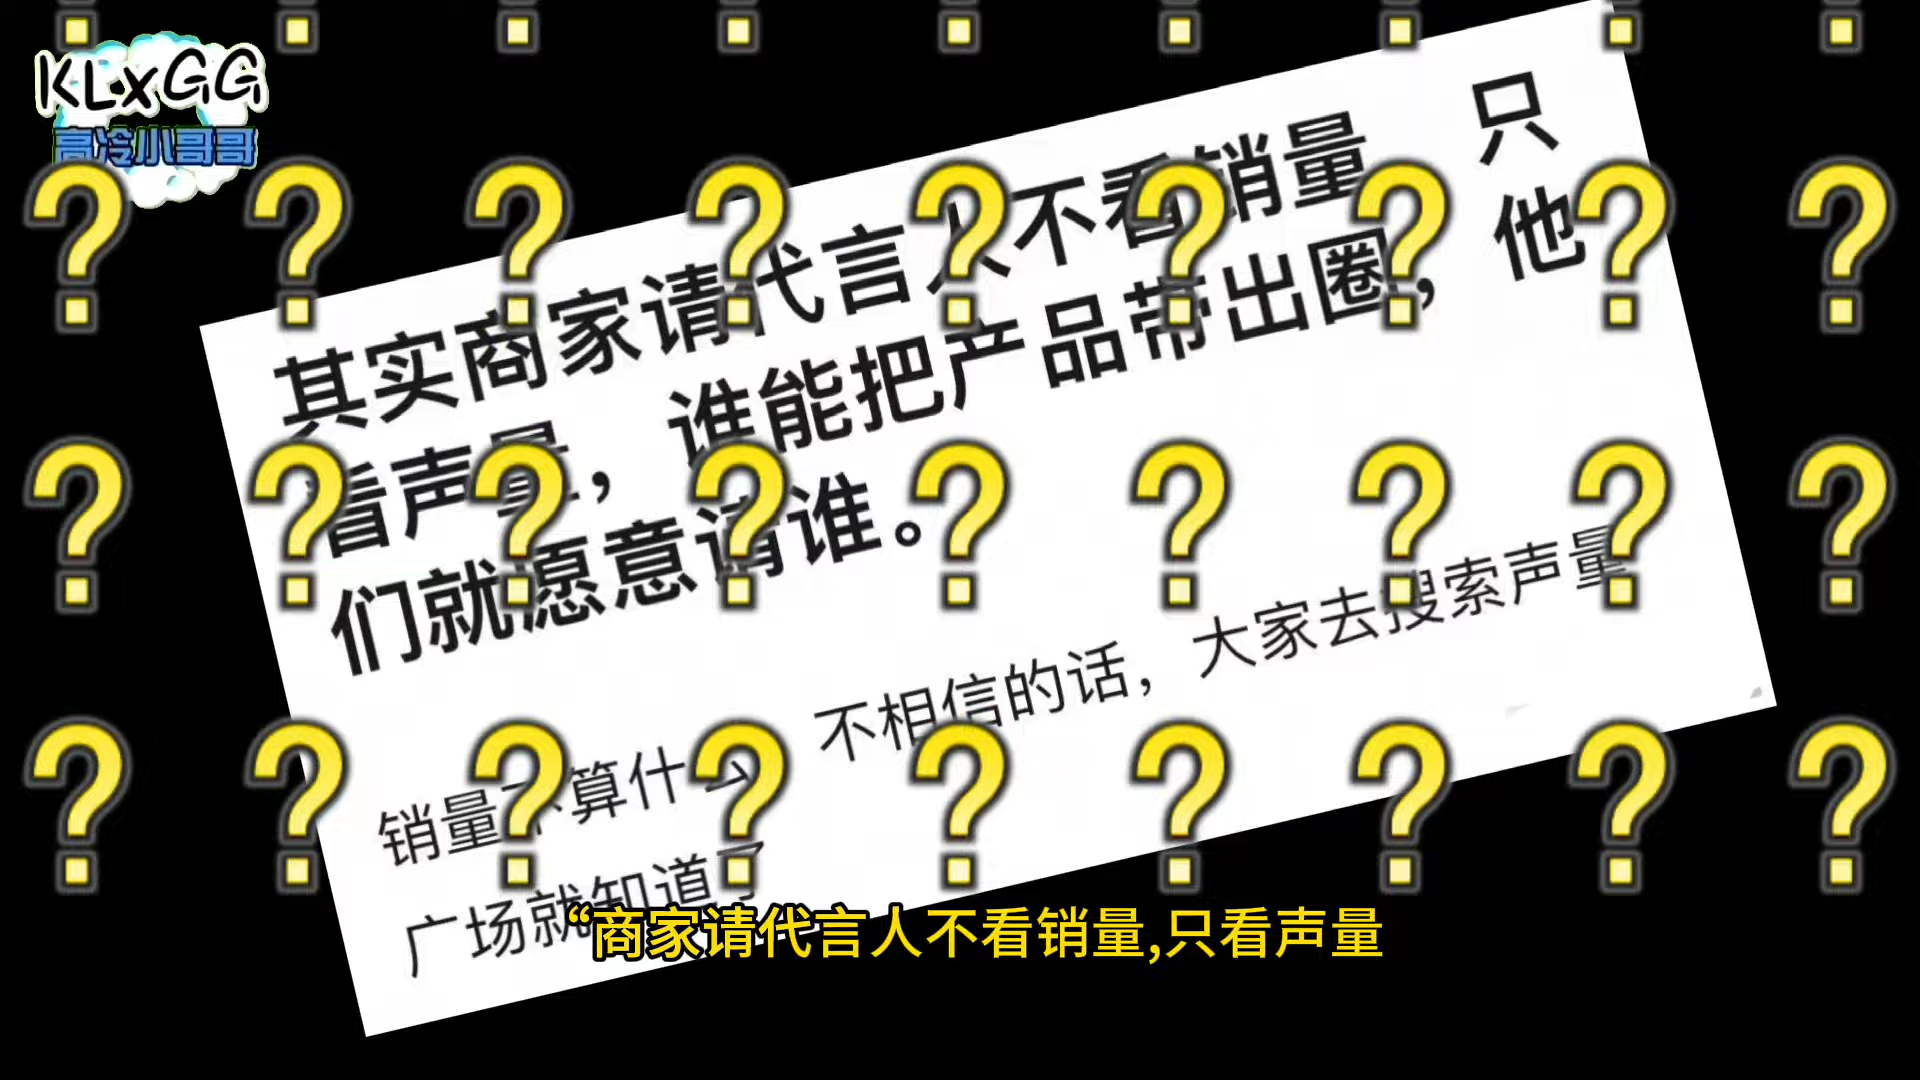 KLxGG
高冷小哥哥
其实商家请代言人不看销量，只
看声量，谁能把产品带出圈，他
们就愿意请谁。
销量不算什么，不相信的话，大家去搜索声量
广场就知道了
“商家请代言人不看销量,只看声量